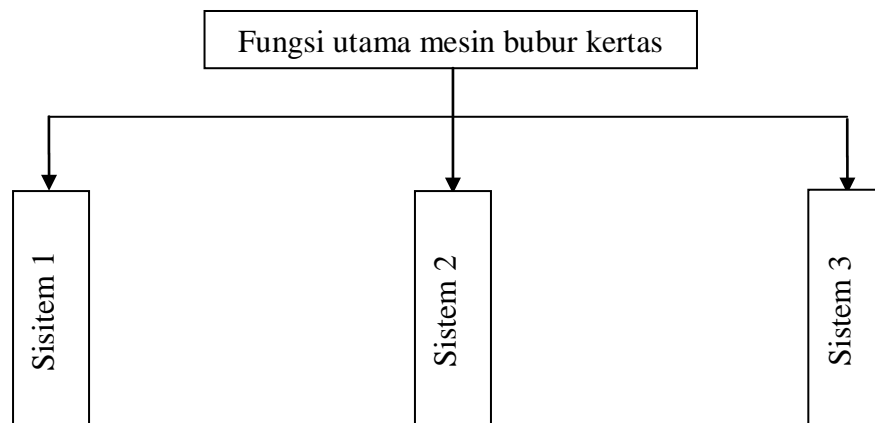 Fungsi utama mesin bubur kertas
Sisitem 1
Sistem 2
Sistem 3